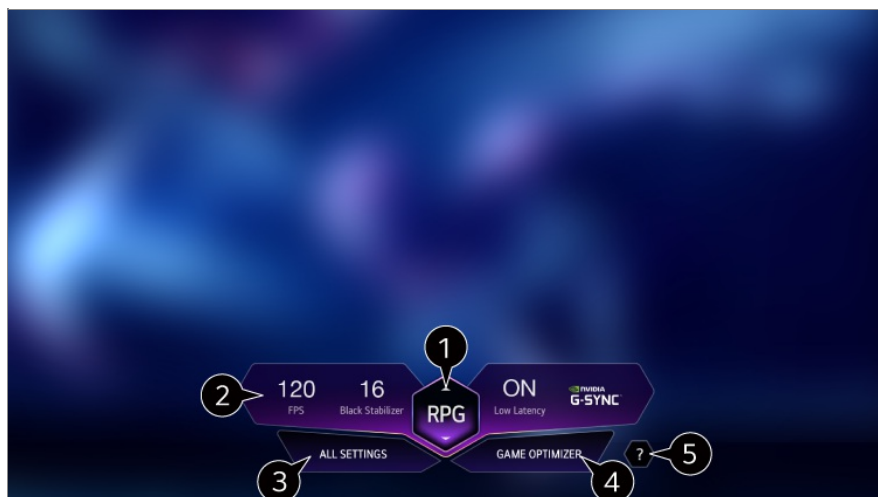 1
2
120
FPS
16
Black Stabilizer
RPG
ON
Low Latency
NVIDIA
G-SYNC
ALL SETTINGS
GAME OPTIMIZER
?
5
3
4